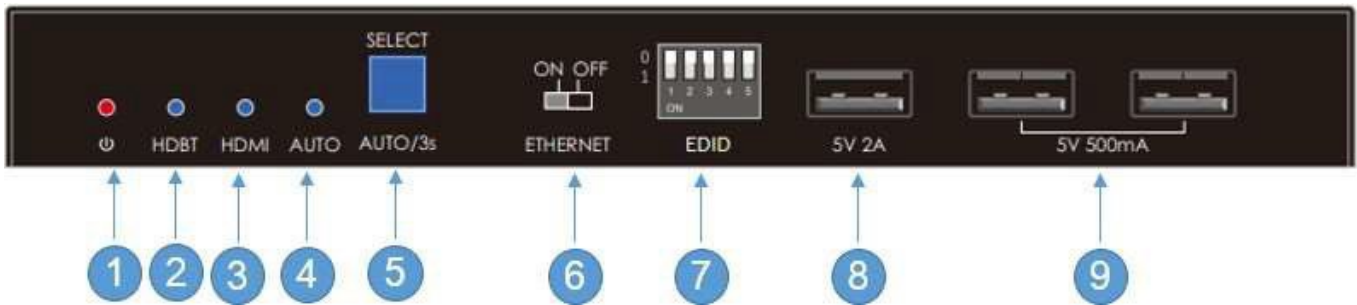 SELECT
ON OFF
0
1
1 2 3 4 5
ON
⏻ HDBT HDMI AUTO AUTO/3s ETHERNET EDID 5V 2A 5V 500mA
1 2 3 4 5 6 7 8 9